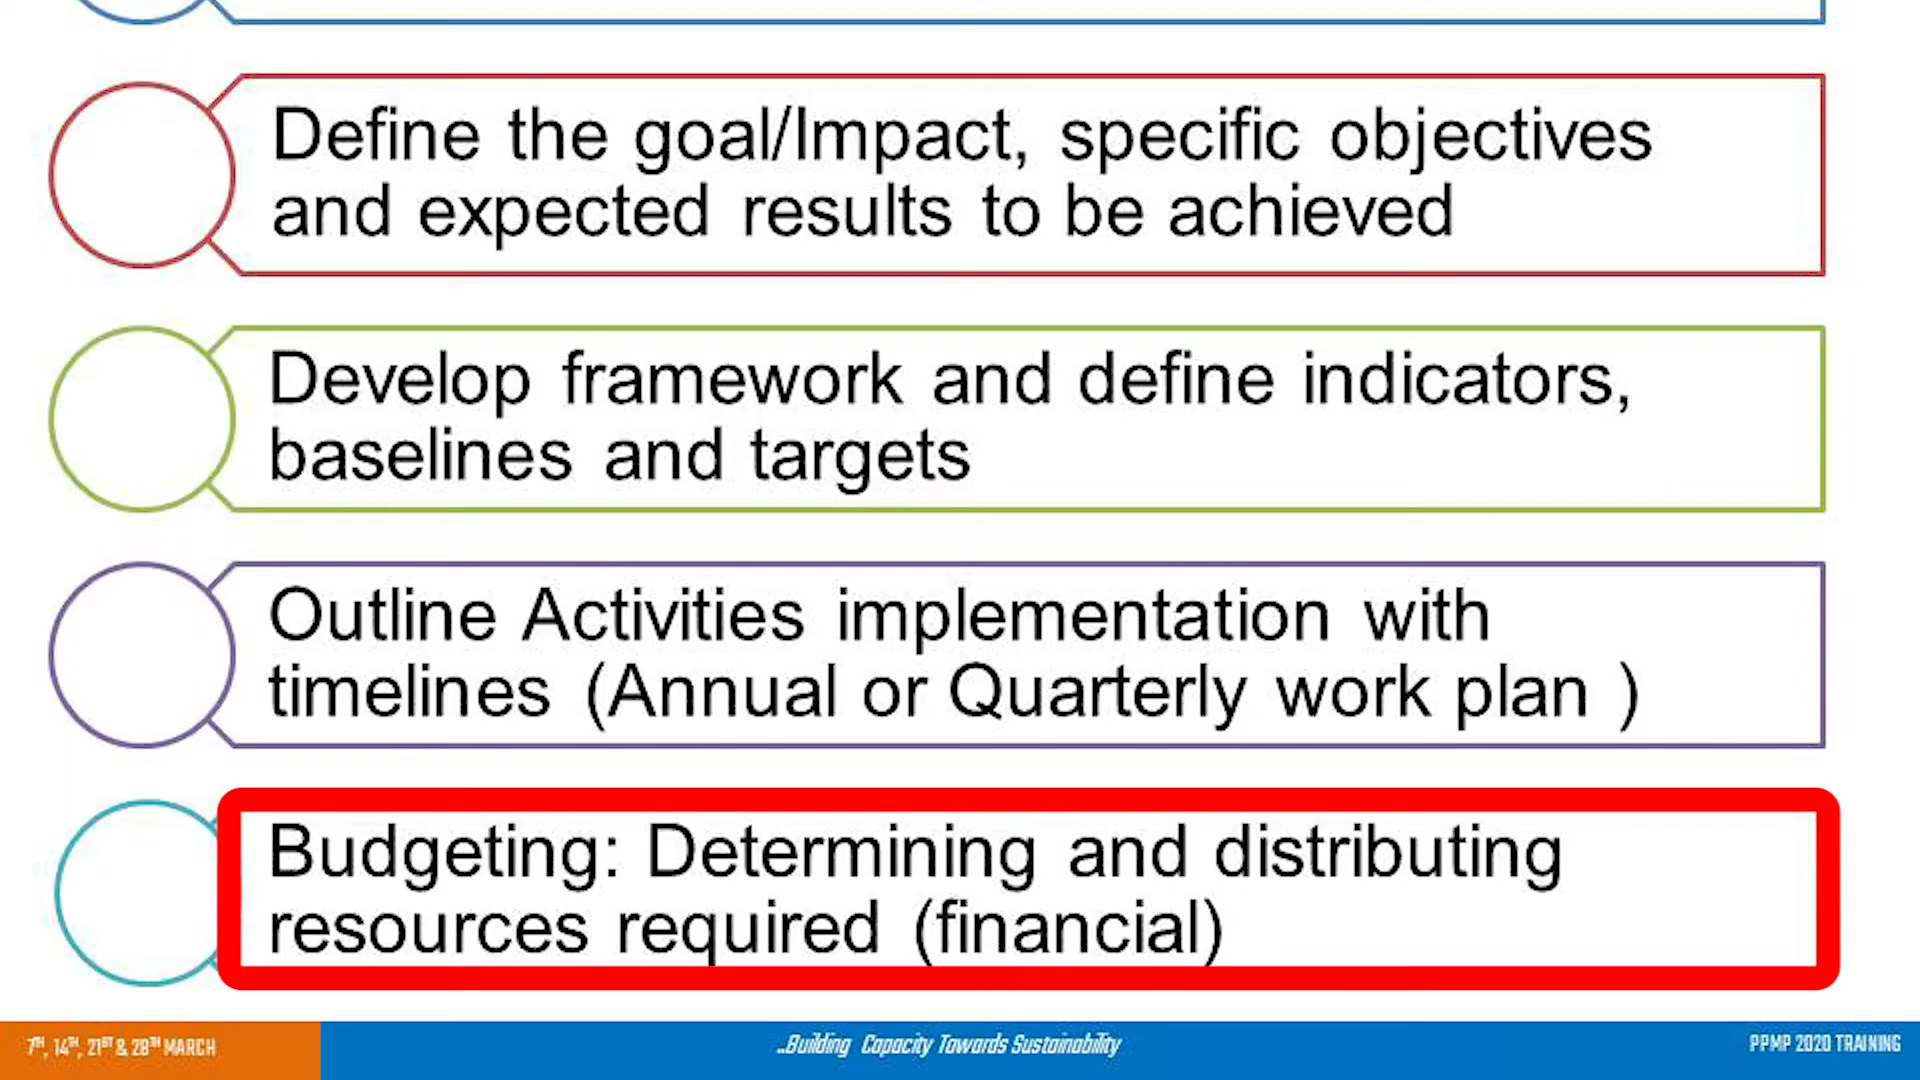 Define the goal/Impact, specific objectives
and expected results to be achieved
Develop framework and define indicators,
baselines and targets
Outline Activities implementation with
timelines (Annual or Quarterly work plan )
Budgeting: Determining and distributing
resources required (financial)
7TH, 14TH, 21ST & 28TH MARCH
..Building Capacity Towards Sustainability
PPMP 2020 TRAINING